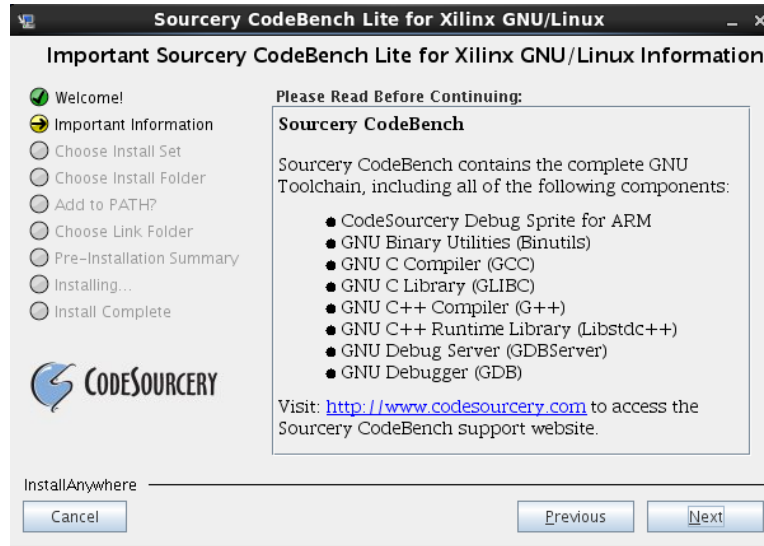 Sourcery CodeBench Lite for Xilinx GNU/Linux
Important Sourcery CodeBench Lite for Xilinx GNU/Linux Information
Welcome!
Important Information
Choose Install Set
Choose Install Folder
Add to PATH?
Choose Link Folder
Pre-Installation Summary
Installing...
Install Complete
CODESOURCERY
Please Read Before Continuing:
Sourcery CodeBench
Sourcery CodeBench contains the complete GNU
Toolchain, including all of the following components:
CodeSourcery Debug Sprite for ARM
GNU Binary Utilities (Binutils)
GNU C Compiler (GCC)
GNU C Library (GLIBC)
GNU C++ Compiler (G++)
GNU C++ Runtime Library (Libstdc++)
GNU Debug Server (GDBServer)
GNU Debugger (GDB)
Visit: http://www.codesourcery.com to access the
Sourcery CodeBench support website.
InstallAnywhere
Cancel
Previous
Next